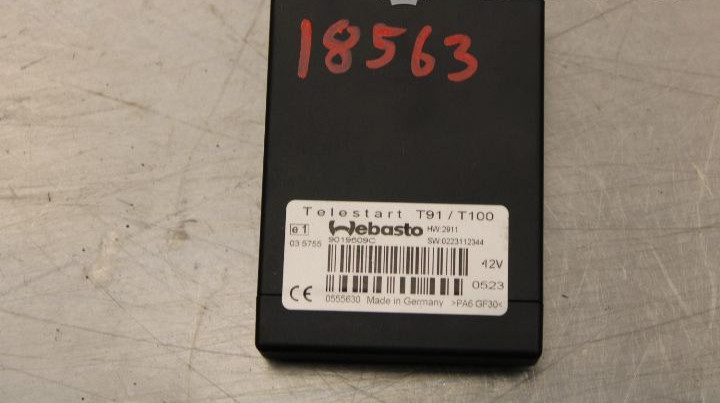 18563
Telestart T91 / T100
e1 Webasto HW:2911
03 5755 9019609C SW:0223112344
12V
0523
CE 0555630 Made in Germany >PA6 GF30<